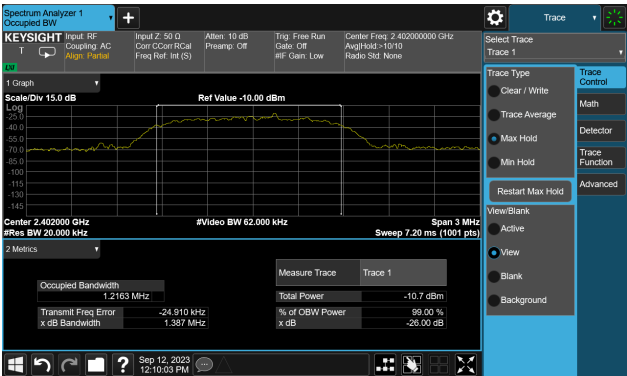 Spectrum Analyzer 1
Occupied BW
+
Trace
KEYSIGHT
T
LXI
Input: RF
Coupling: AC
Align: Partial
Input Z: 50 Ω
Corr CCorr RCal
Freq Ref: Int (S)
Atten: 10 dB
Preamp: Off
Trig: Free Run
Gate: Off
#IF Gain: Low
Center Freq: 2.402000000 GHz
Avg|Hold:>10/10
Radio Std: None
Select Trace
Trace 1
1 Graph
Scale/Div 15.0 dB
Ref Value -10.00 dBm
Log
-25.0
-40.0
-55.0
-70.0
-85.0
-100
-115
-130
-145
Center 2.402000 GHz
#Video BW 62.000 kHz
Span 3 MHz
#Res BW 20.000 kHz
Sweep 7.20 ms (1001 pts)
2 Metrics
Measure Trace
Trace 1
Occupied Bandwidth
1.2163 MHz
Total Power
-10.7 dBm
Transmit Freq Error
-24.910 kHz
% of OBW Power
99.00 %
x dB Bandwidth
1.387 MHz
x dB
-26.00 dB
Trace Type
Clear / Write
Trace Average
Max Hold
Min Hold
Restart Max Hold
View/Blank
Active
View
Blank
Background
Trace
Control
Math
Detector
Trace
Function
Advanced
?
Sep 12, 2023
12:10:03 PM